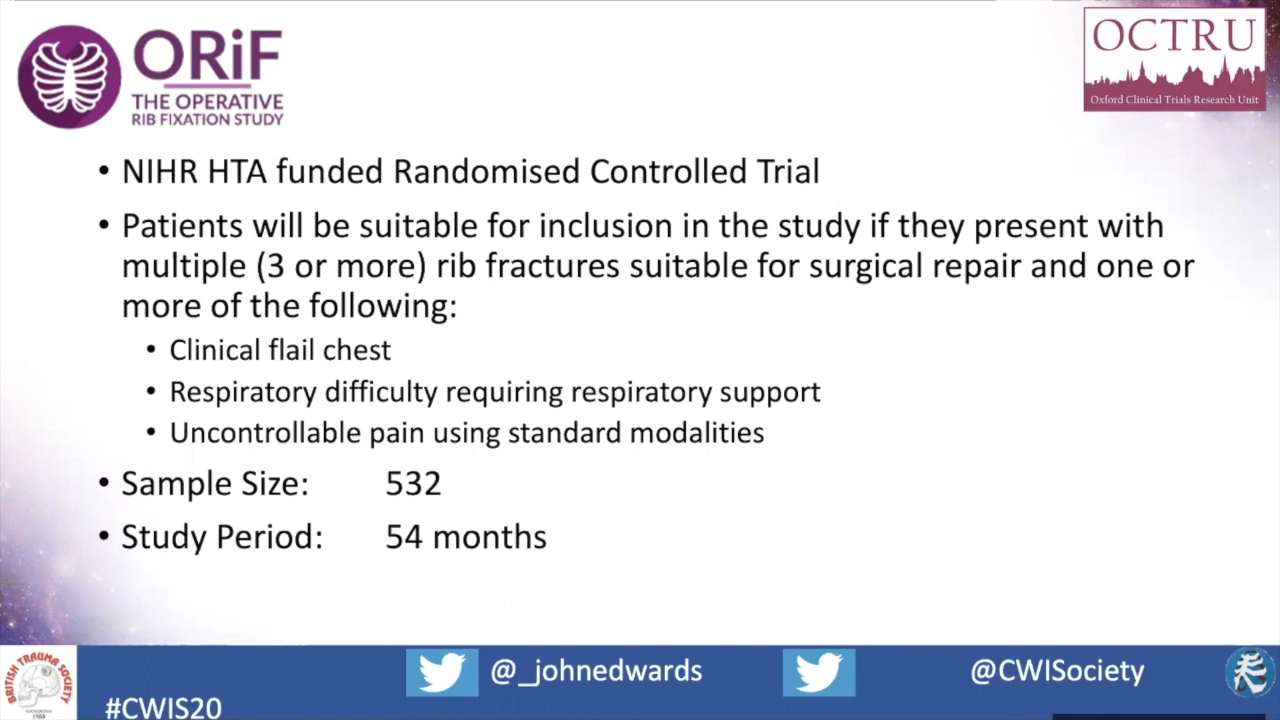 ORiF
THE OPERATIVE
RIB FIXATION STUDY
OCTRU
Oxford Clinical Trials Research Unit
• NIHR HTA funded Randomised Controlled Trial
• Patients will be suitable for inclusion in the study if they present with
multiple (3 or more) rib fractures suitable for surgical repair and one or
more of the following:
• Clinical flail chest
• Respiratory difficulty requiring respiratory support
• Uncontrollable pain using standard modalities
• Sample Size: 532
• Study Period: 54 months
BRITISH TRAUMA SOCIETY
@_johnedwards
@CWISociety
#CWIS20